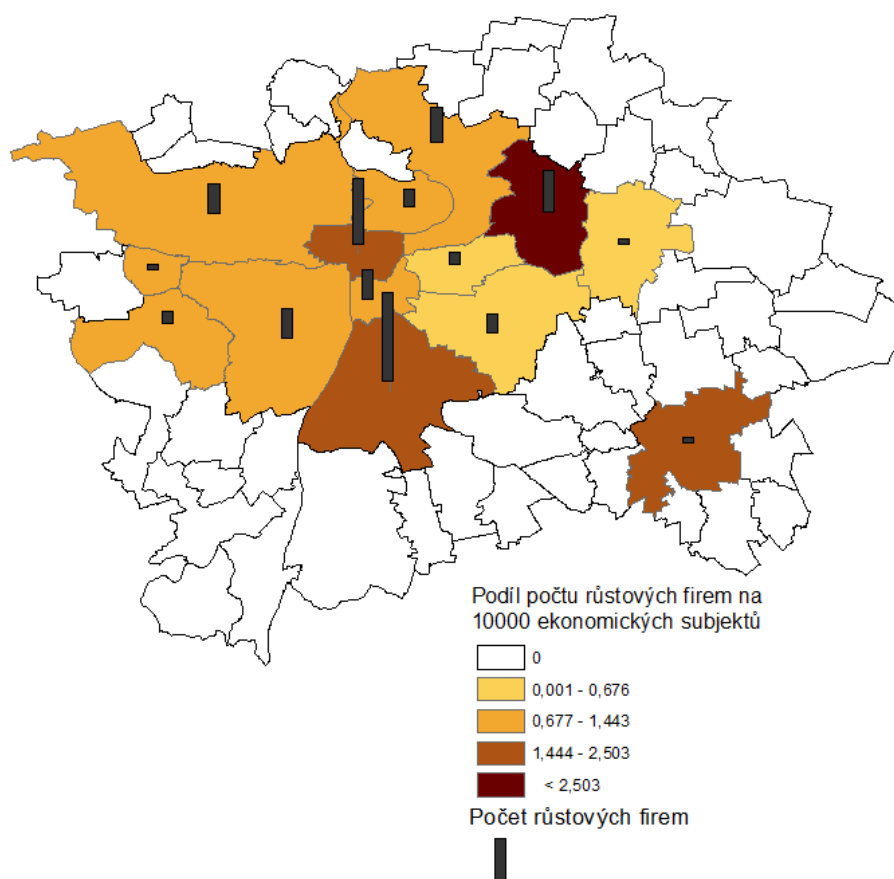 Podíl počtu růstových firem na
10000 ekonomických subjektů
0
0,001 - 0,676
0,677 - 1,443
1,444 - 2,503
< 2,503
Počet růstových firem